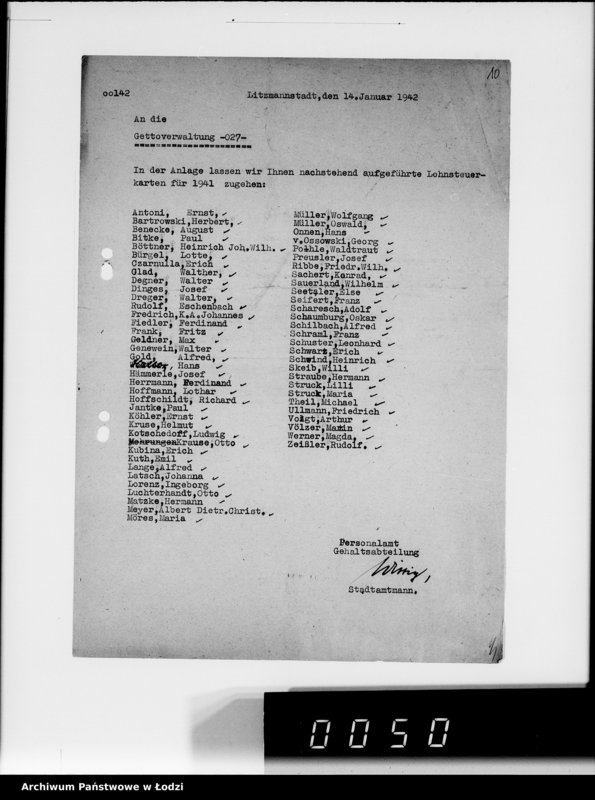 10
oo142
Litzmannstadt,den 14.Januar 1942
An die
Gettoverwaltung -027-
In der Anlage lassen wir Ihnen nachstehend aufgeführte Lohnsteuer-
karten für 1941 zugehen:
Antoni, Ernst,
Bartrowski,Herbert,
Benecke, August
Bitke, Paul
Böttner, Heinrich Joh.Wilh.
Bürgel, Lotte,
Czarnulla,Erich
Glad, Walther,
Degner, Walter
Dinges, Josef
Dreger, Walter,
Rudolf, Eschenbach
Fredrich,K.A.Johannes
Fiedler, Ferdinand
Frank, Fritz
Geldner, Max
Genewein,Walter
Gold, Alfred,
Hans
Hämmerle,Josef
Herrmann, Ferdinand
Hoffmann, Lothar
Hoffschildt, Richard
Jantke,Paul
Köhler,Ernst
Kruse,Helmut
Kotschedoff,Ludwig
Krause,Otto
Kubina,Erich
Kuth,Emil
Lange,Alfred
Latsch,Johanna
Lorenz,Ingeborg
Luchterhandt,Otto
Matzke,Hermann
Meyer,Albert Dietr.Christ.
Möres,Maria
Müller,Wolfgang
Müller,Oswald,
Onnen,Hans
v.Ossowski,Georg
Poehle,Waldtraut
Preusler,Josef
Ribbe,Friedr.Wilh.
Sachert,Konrad,
Sauerland,Wilhelm
Seetzler,Else
Seifert,Franz
Scharesch,Adolf
Schaumburg,Oskar
Schilbach,Alfred
Schraml,Franz
Schuster,Leonhard
Schwarz,Erich
Schwind,Heinrich
Skeib,Willi
Straube,Hermann
Struck,Lilli
Struck,Maria
Theil,Michael
Ullmann,Friedrich
Voigt,Arthur
Völzer,Martin
Werner,Magda,
Zeißler,Rudolf.
Personalamt
Gehaltsabteilung
Stadtamtmann.
0050
Archiwum Państwowe w Łodzi